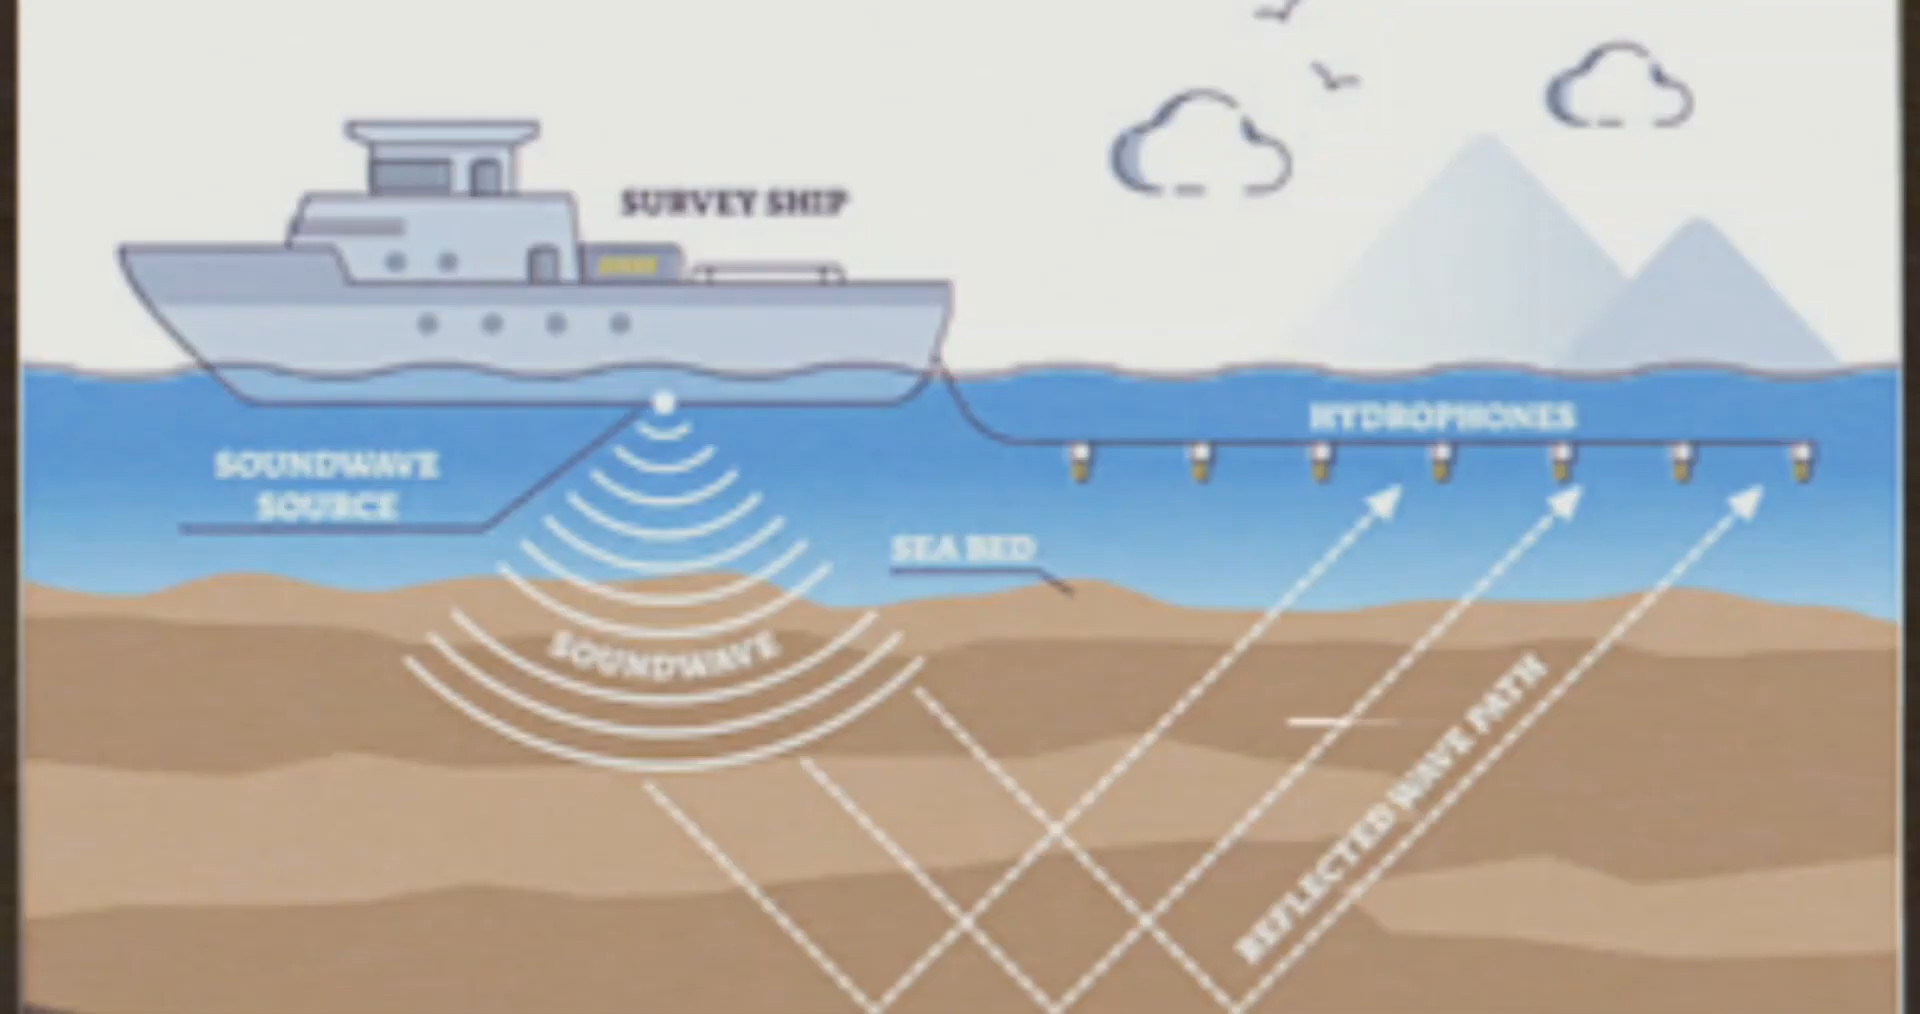 SURVEY SHIP
HYDROPHONES
SOUNDWAVE
SOURCE
SEA BED
SOUNDWAVE
REFLECTED WAVE PATH